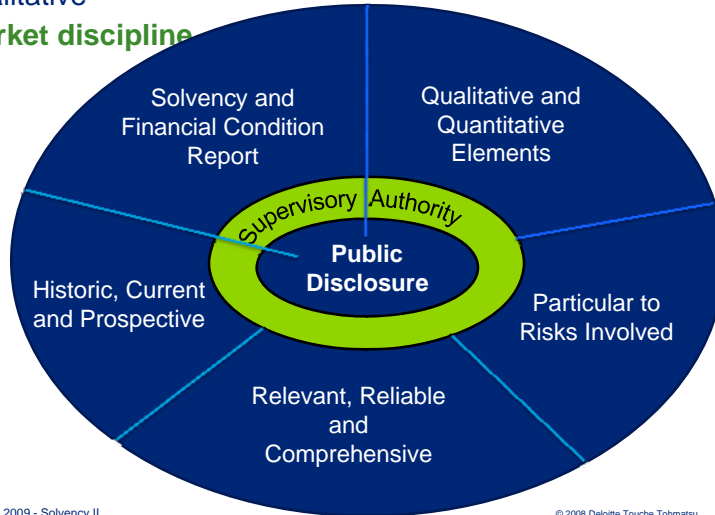 rket discipline
Solvency and
Financial Condition
Report
Qualitative and
Quantitative
Elements
Supervisory Authority
Public
Disclosure
Historic, Current
and Prospective
Particular to
Risks Involved
Relevant, Reliable
and
Comprehensive
2009 - Solvency II
© 2008 Deloitte Touche Tohmatsu